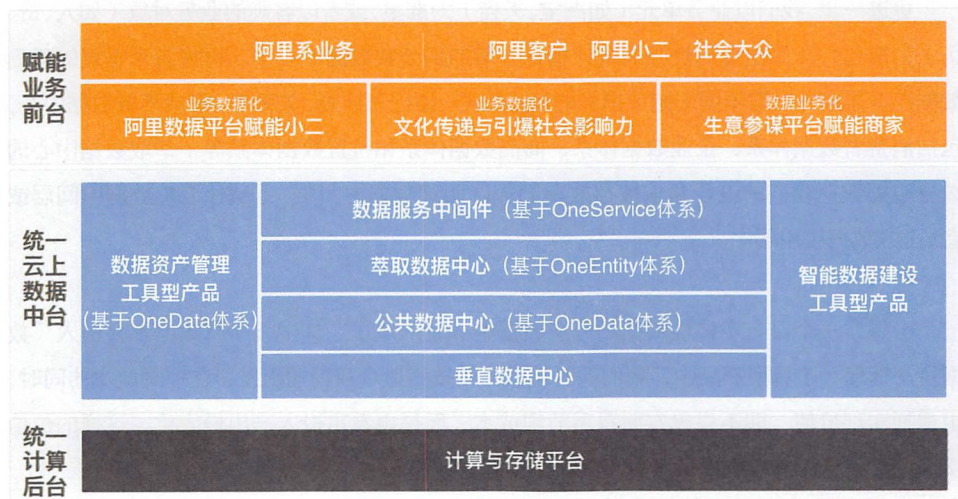 赋能
业务
前台
阿里系业务
阿里客户 阿里小二 社会大众
业务数据化
阿里数据平台赋能小二
业务数据化
文化传递与引爆社会影响力
数据业务化
生意参谋平台赋能商家
统一
云上
数据
中台
数据资产管理
工具型产品
(基于OneData体系)
数据服务中间件(基于OneService体系)
萃取数据中心(基于OneEntity体系)
公共数据中心(基于OneData体系)
垂直数据中心
智能数据建设
工具型产品
统一
计算
后台
计算与存储平台